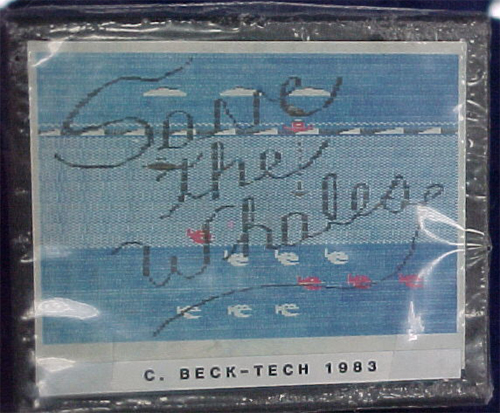 Save
The
Whales
C. BECK-TECH 1983